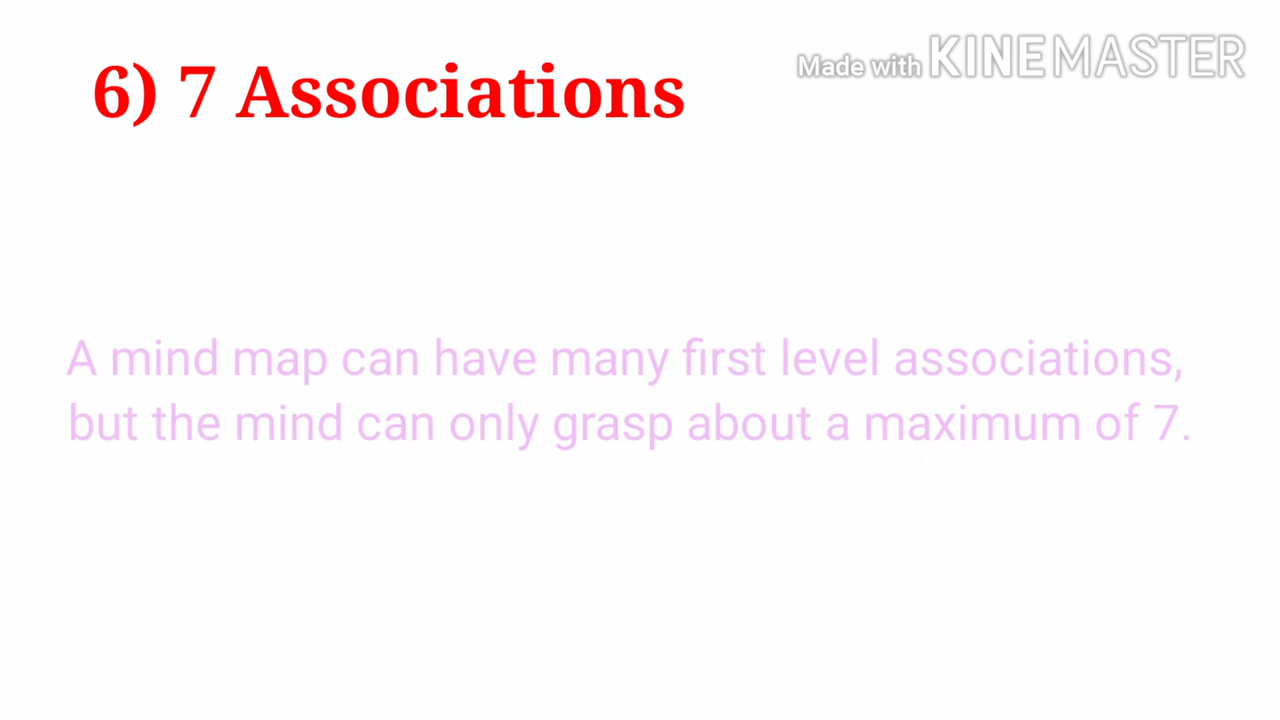 6) 7 Associations
Made with KINEMASTER
A mind map can have many first level associations,
but the mind can only grasp about a maximum of 7.